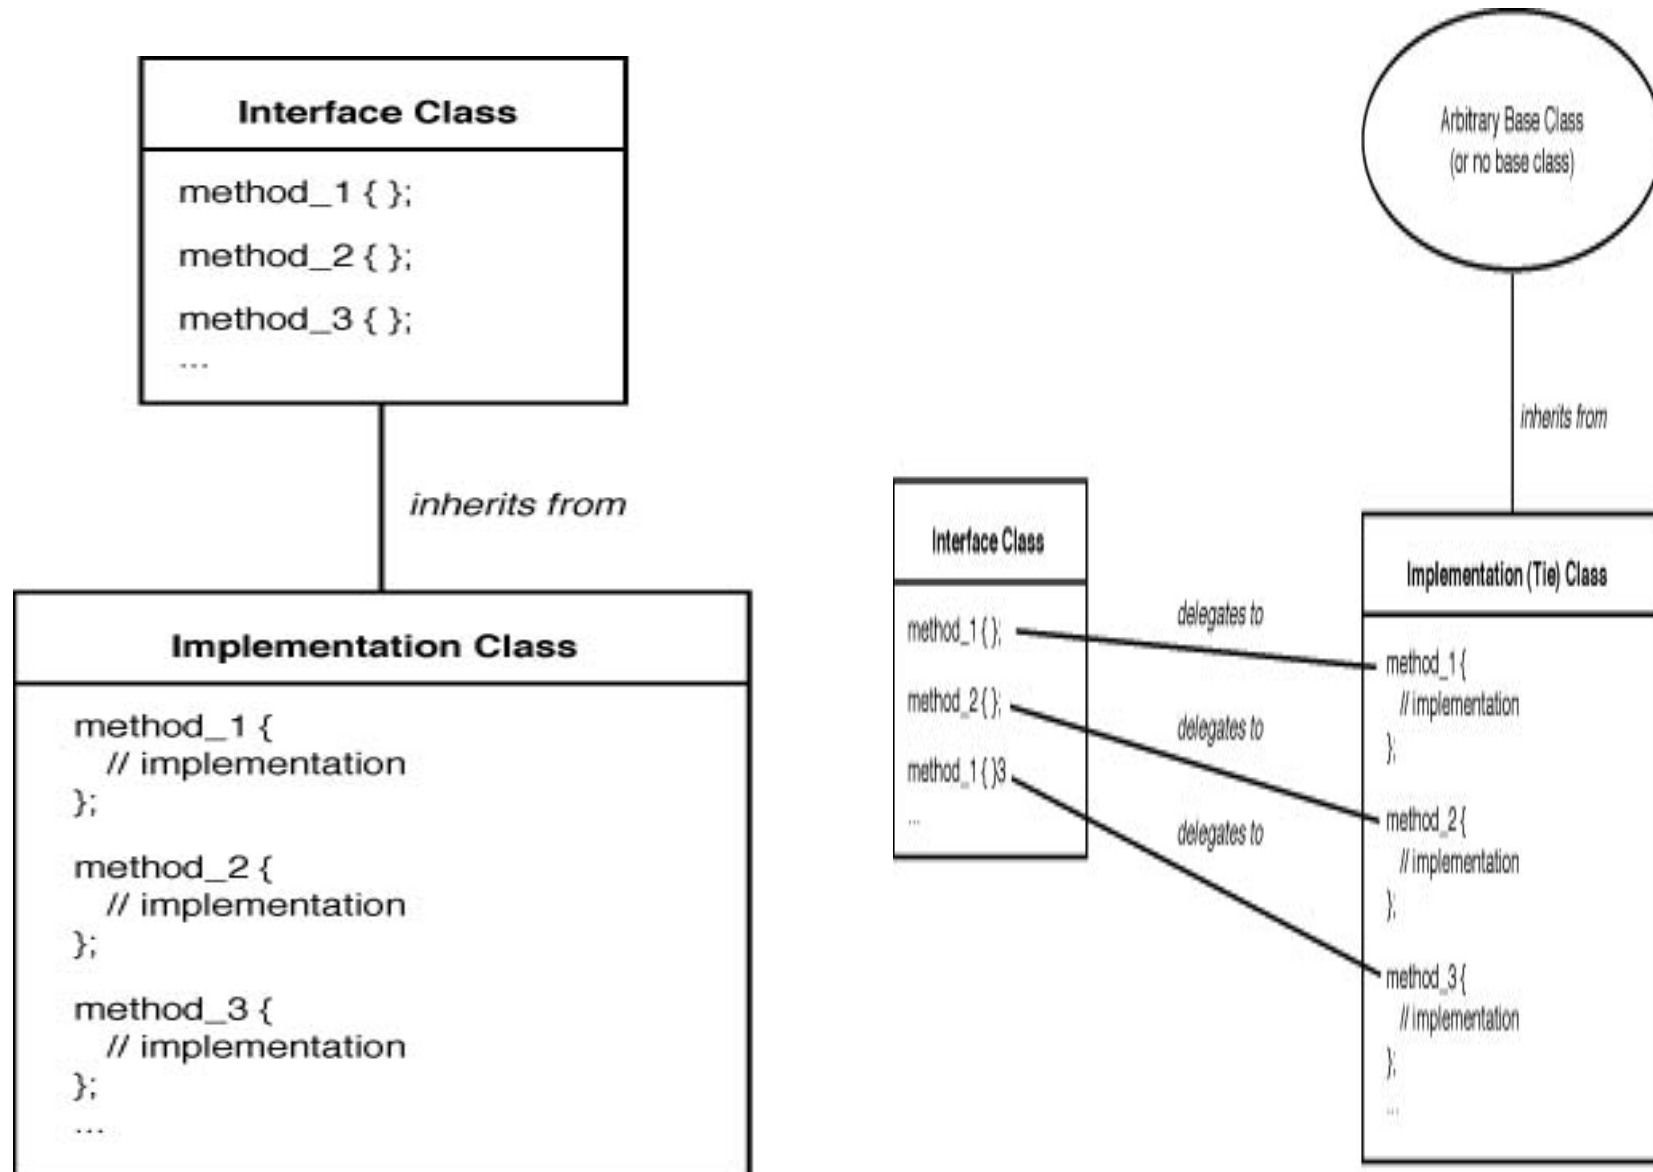 Interface Class
method_1 { };
method_2 { };
method_3 { };
...
inherits from
Implementation Class
method_1 {
// implementation
};
method_2 {
// implementation
};
method_3 {
// implementation
};
...
Arbitrary Base Class
(or no base class)
inherits from
Interface Class
method_1 { };
method_2 { };
method_1 { }3
...
delegates to
delegates to
delegates to
Implementation (Tie) Class
method_1 {
// implementation
};
method_2 {
// implementation
};
method_3 {
// implementation
};
...